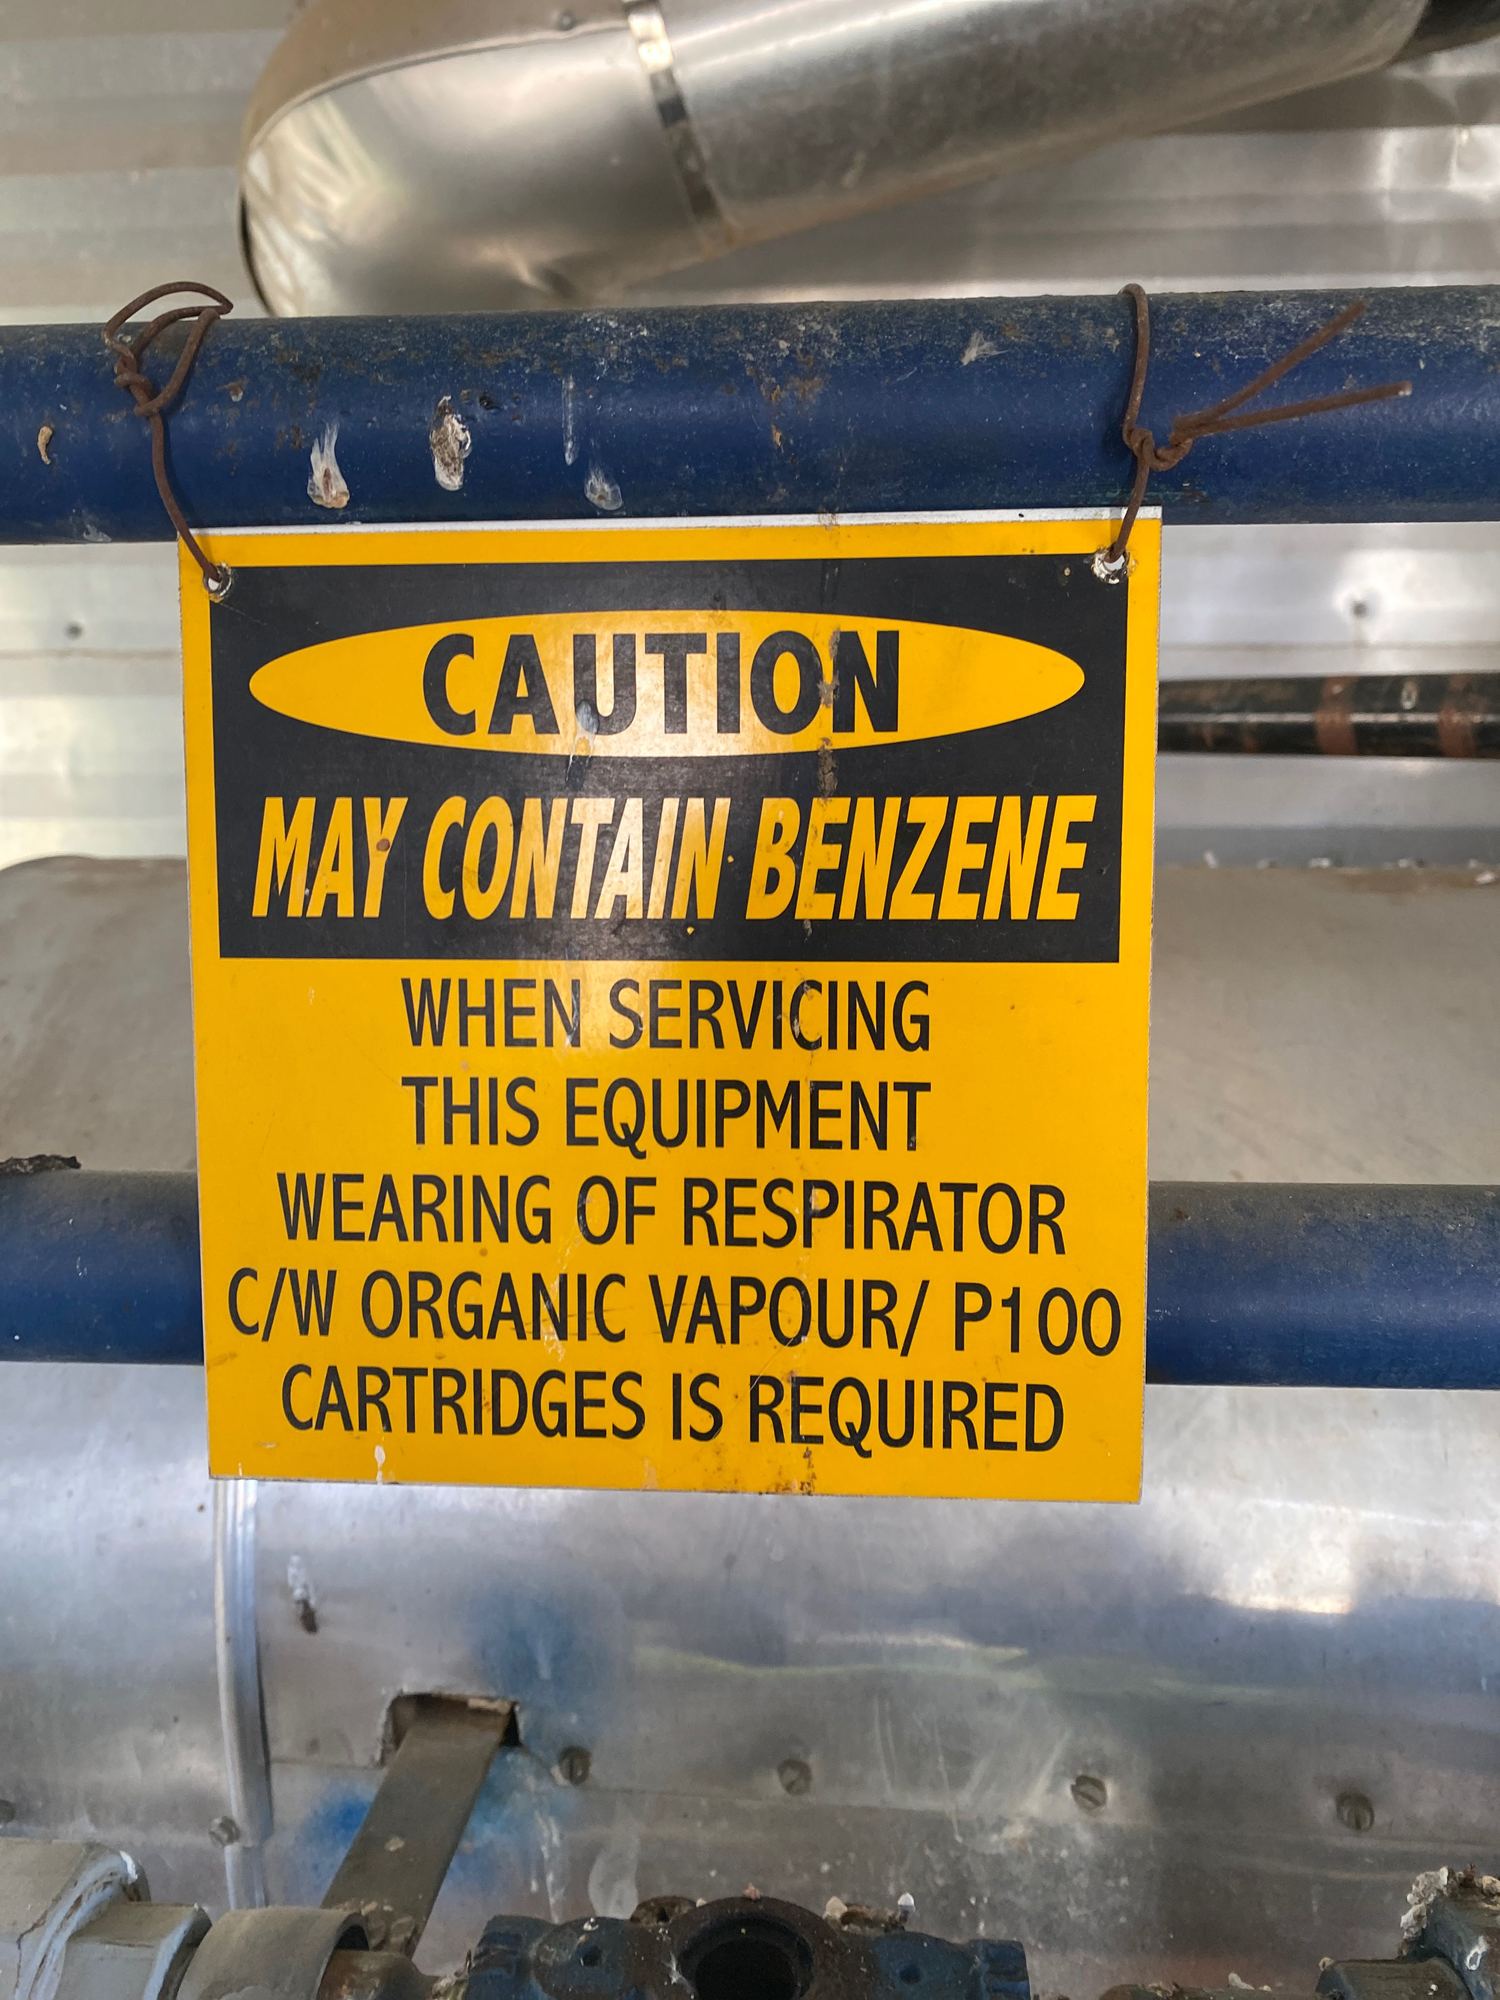 CAUTION
MAY CONTAIN BENZENE
WHEN SERVICING
THIS EQUIPMENT
WEARING OF RESPIRATOR
C/W ORGANIC VAPOUR/ P100
CARTRIDGES IS REQUIRED